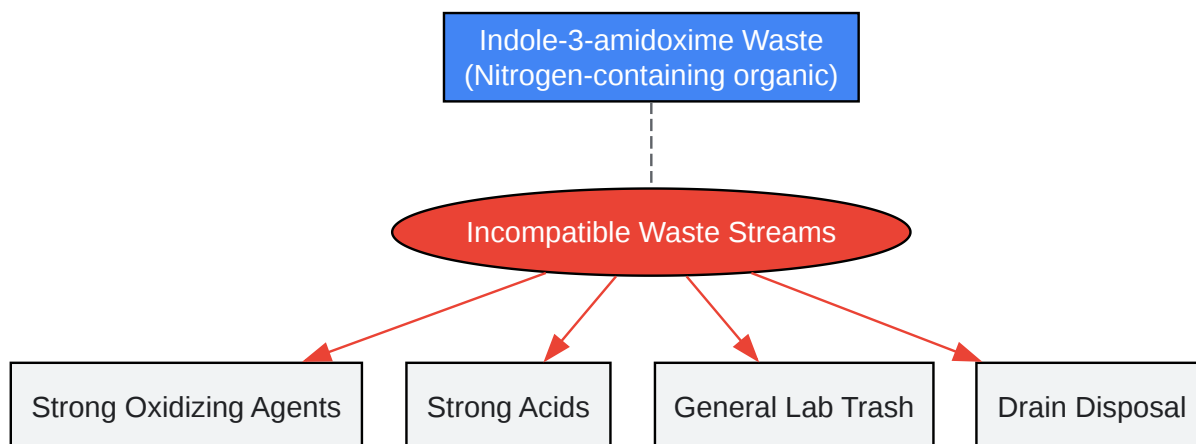 Indole-3-amidoxime Waste
(Nitrogen-containing organic)
Incompatible Waste Streams
Strong Oxidizing Agents
Strong Acids
General Lab Trash
Drain Disposal